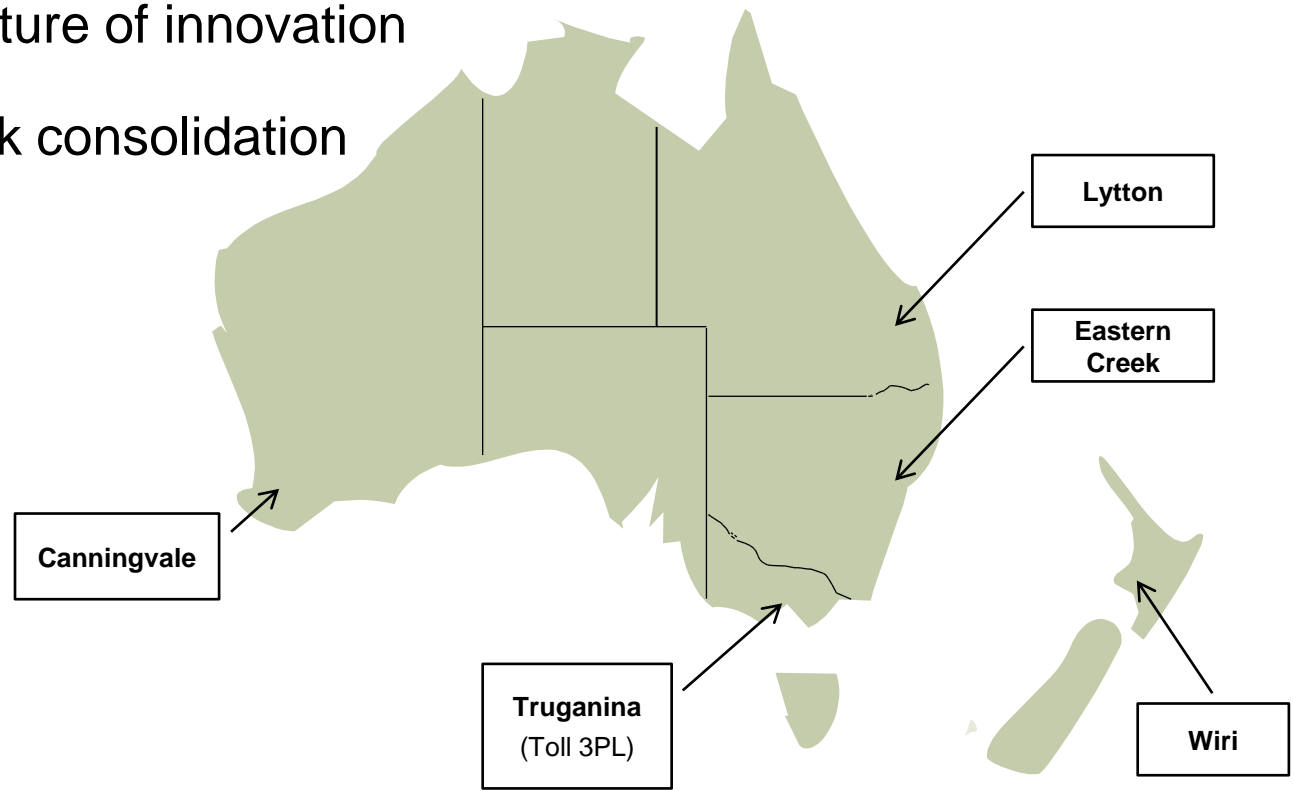 ture of innovation
k consolidation
Lytton
Eastern
Creek
Canningvale
Truganina
(Toll 3PL)
Wiri